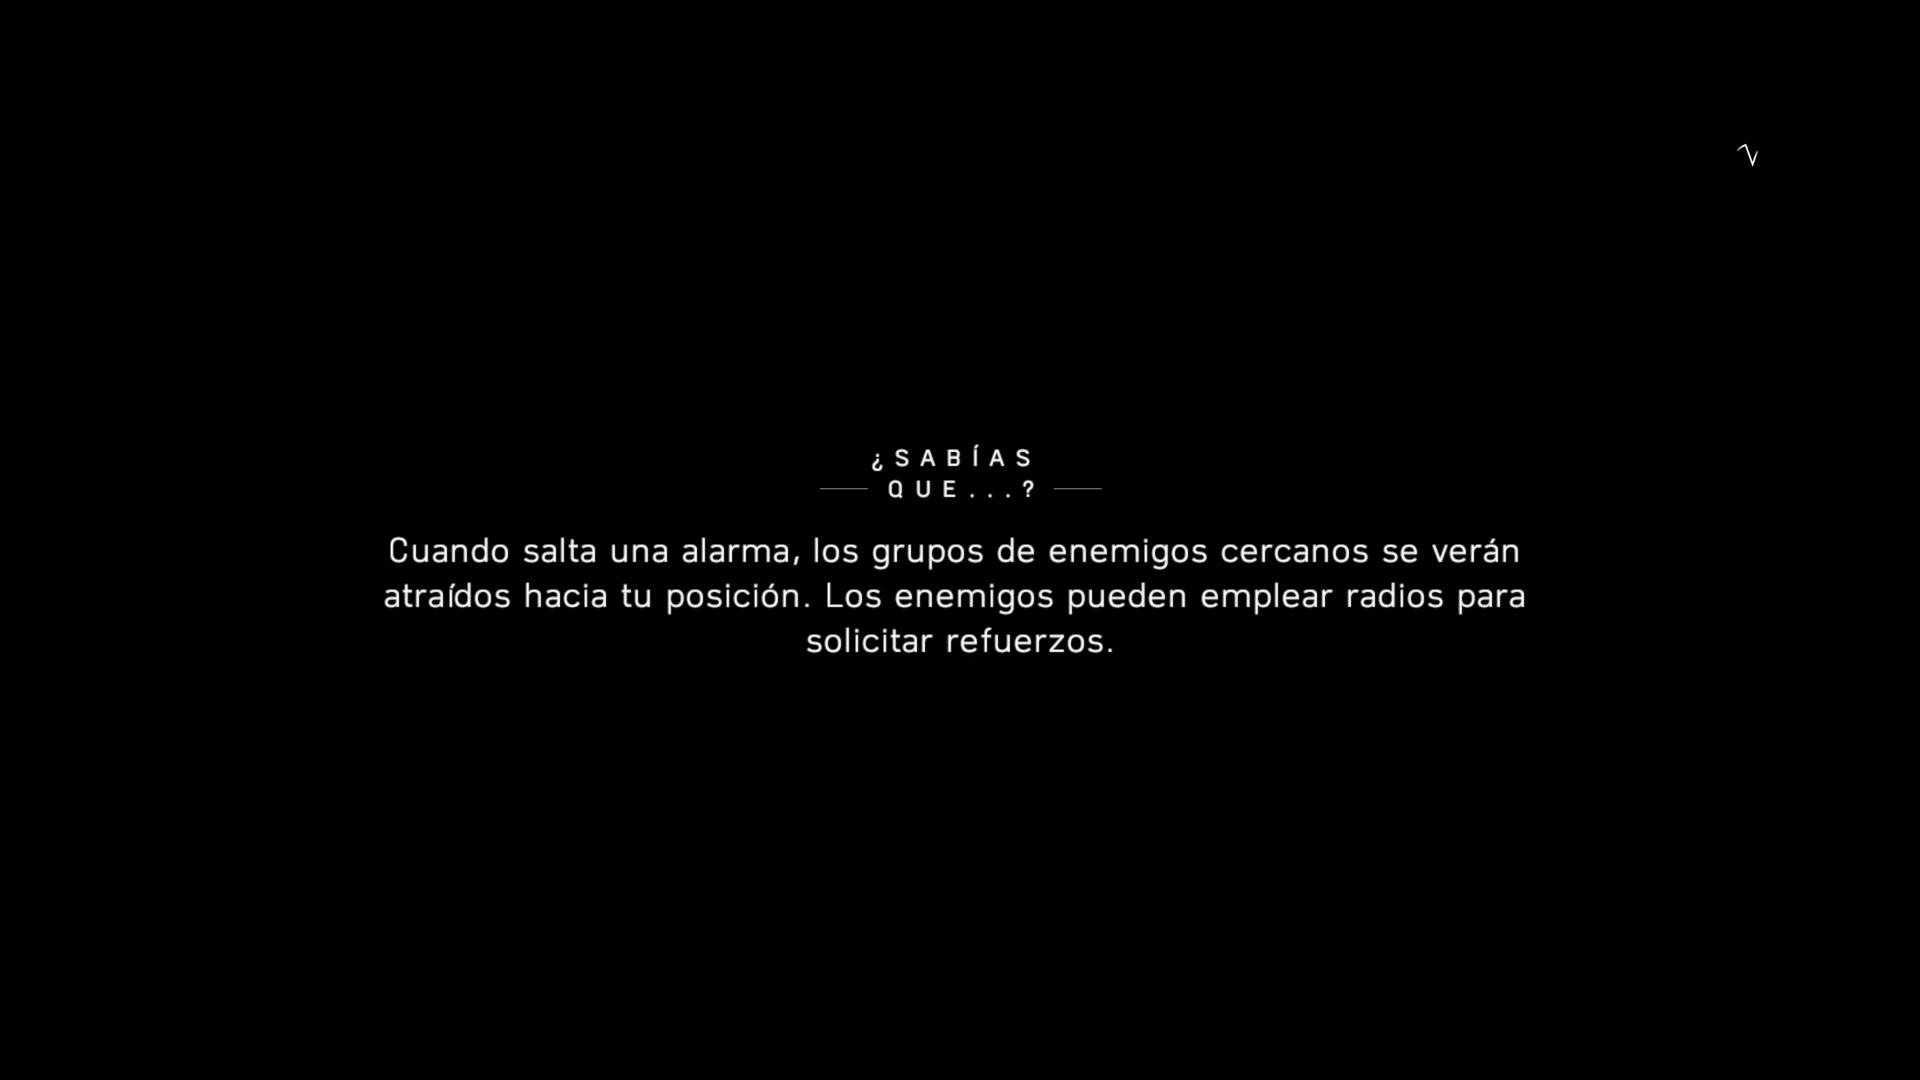 ¿SABÍAS
QUE...?
Cuando salta una alarma, los grupos de enemigos cercanos se verán
atraídos hacia tu posición. Los enemigos pueden emplear radios para
solicitar refuerzos.